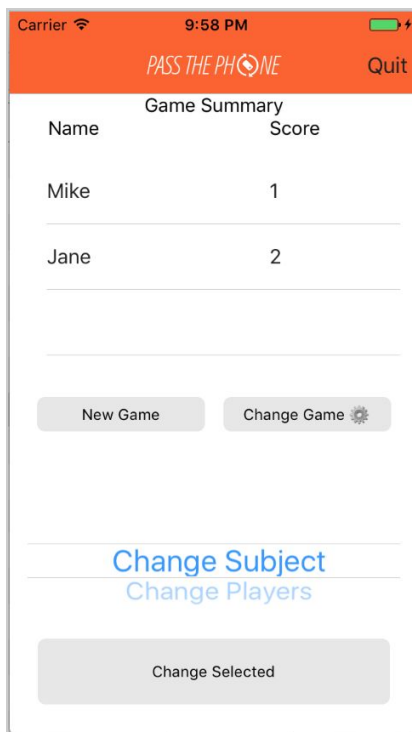 Carrier 9:58 PM
PASS THE PHONE Quit
Game Summary
Name Score
Mike 1
Jane 2
New Game Change Game
Change Subject
Change Players
Change Selected